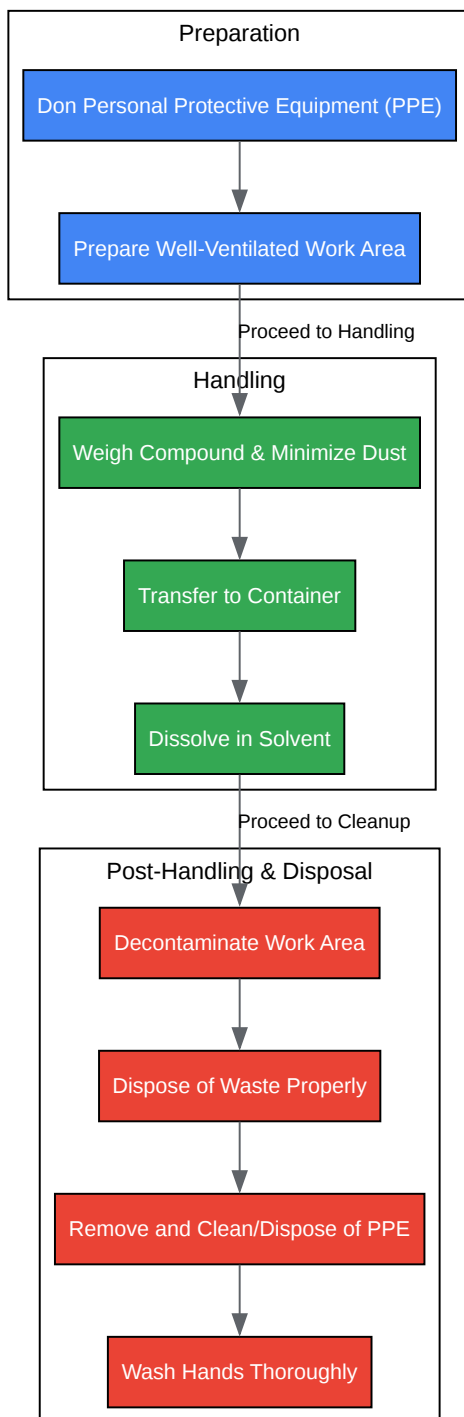 Preparation
Don Personal Protective Equipment (PPE)
Prepare Well-Ventilated Work Area
Proceed to Handling
Handling
Weigh Compound & Minimize Dust
Transfer to Container
Dissolve in Solvent
Proceed to Cleanup
Post-Handling & Disposal
Decontaminate Work Area
Dispose of Waste Properly
Remove and Clean/Dispose of PPE
Wash Hands Thoroughly